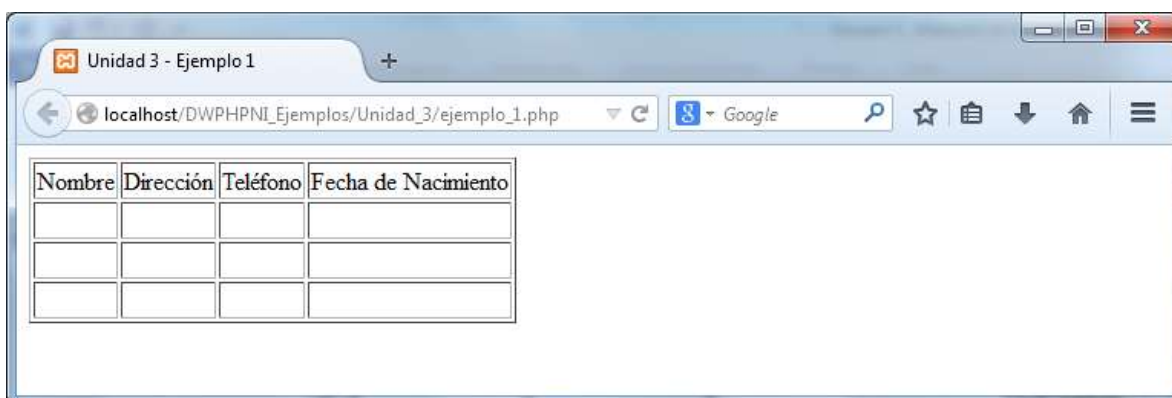 Unidad 3 - Ejemplo 1
localhost/DWPHPNI_Ejemplos/Unidad_3/ejemplo_1.php
Google
Nombre Dirección Teléfono Fecha de Nacimiento